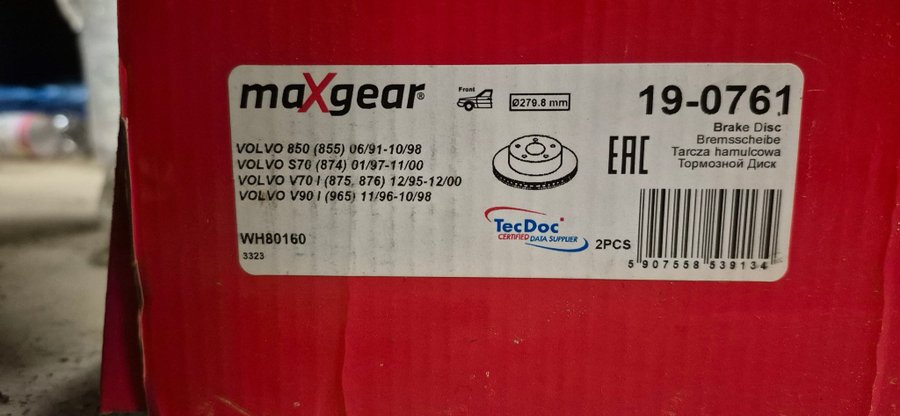 maXgear®
Front
Ø279.8 mm
19-0761
Brake Disc
Bremsscheibe
Tarcza hamulcowa
Тормозной Диск
EAC
VOLVO 850 (855) 06/91-10/98
VOLVO S70 (874) 01/97-11/00
VOLVO V70 I (875, 876) 12/95-12/00
VOLVO V90 I (965) 11/96-10/98
WH80160
3323
TecDoc
CERTIFIED DATA SUPPLIER
2PCS
5 907558 539134